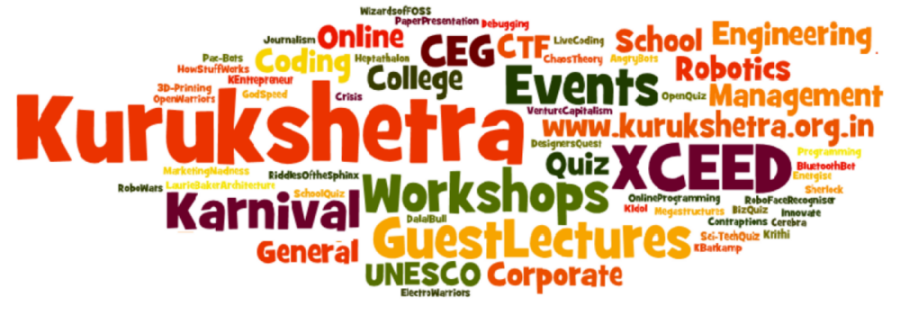 WizardsofFOSS
PaperPresentation Debugging
Journalism Online CEG CTF LiveCoding School Engineering
Pac-Bots Coding Heptathalon ChaosTheory AngryBots
HowStuffWorks College Robotics
KEntrepreneur Events
3D-Printing GodSpeed Crisis OpenQuiz Management
OpenWarriors VentureCapitalism
Kurukshetra www.kurukshetra.org.in
DesignersQuest Programming
MarketingMadness RiddlesOftheSphinx Quiz XCEED BluetoothBot
Energise
RoboWars LaurieBakerArchitecture Workshops Sherlock
SchoolQuiz OnlineProgramming RoboFaceRecogniser
Karnival KIdol Megastructures BizQuiz Innovate
DalalBull Contraptions Cerebra
General GuestLectures Sci-TechQuiz Krithi
KBarkamp
UNESCO Corporate
ElectroWarriors